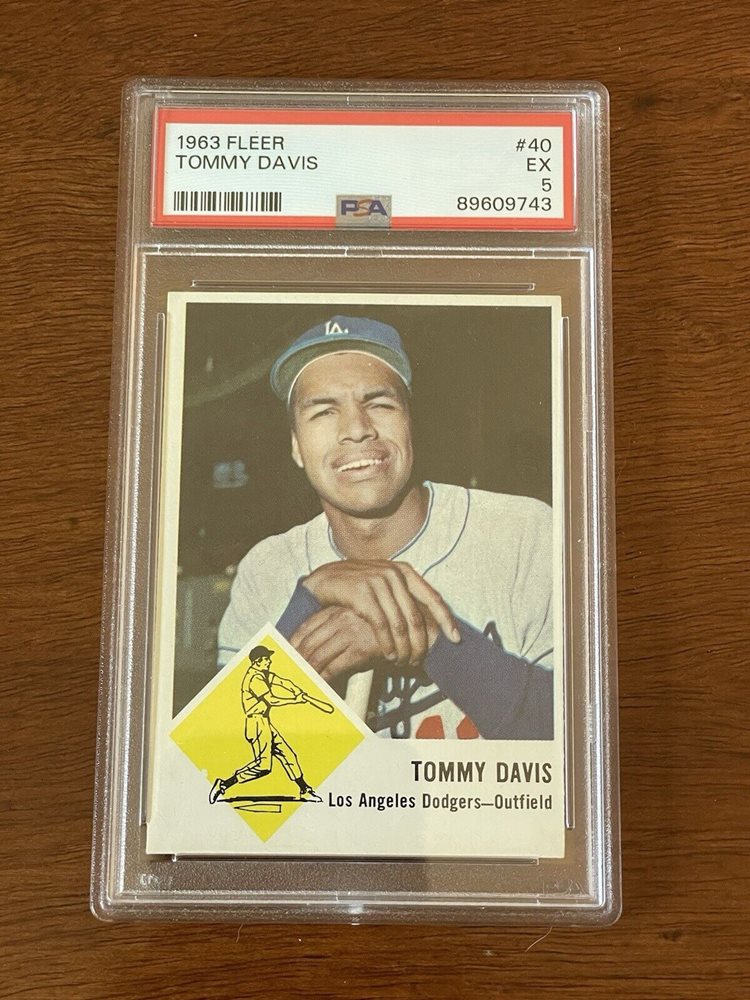 1963 FLEER #40
TOMMY DAVIS EX
5
PSA 89609743
LA
TOMMY DAVIS
Los Angeles Dodgers—Outfield